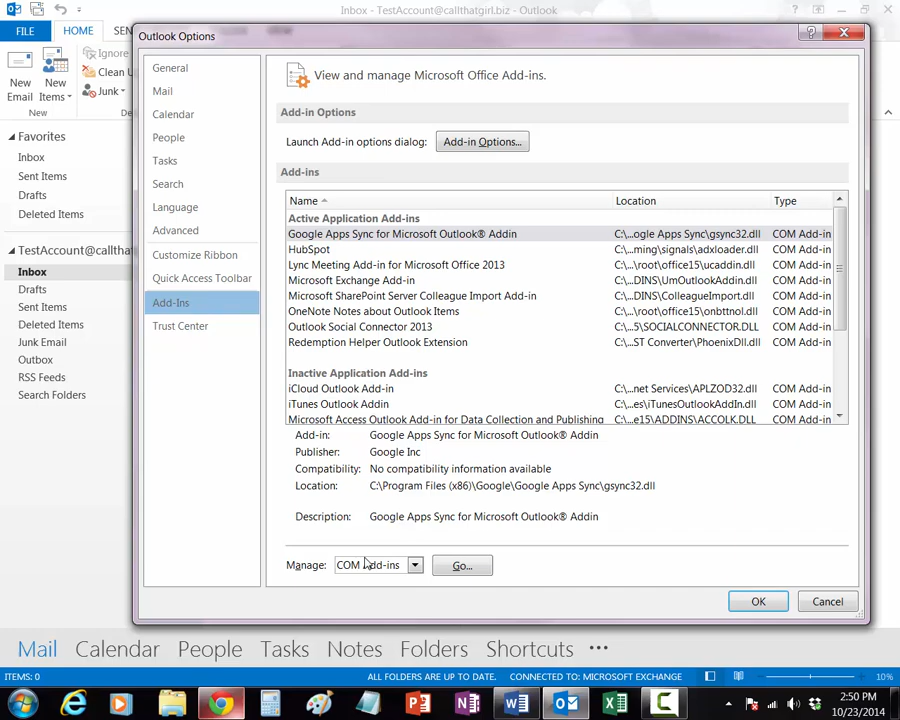 Inbox - TestAccount@callthatgirl.biz - Outlook
FILE HOME SEN
New Email
New Items
Ignore
Clean U
Junk
New
De
Favorites
Inbox
Sent Items
Drafts
Deleted Items
TestAccount@callthat
Inbox
Drafts
Sent Items
Deleted Items
Junk Email
Outbox
RSS Feeds
Search Folders
Outlook Options
General
Mail
Calendar
People
Tasks
Search
Language
Advanced
Customize Ribbon
Quick Access Toolbar
Add-Ins
Trust Center
View and manage Microsoft Office Add-ins.
Add-in Options
Launch Add-in options dialog: Add-in Options...
Add-ins
Name Location Type
Active Application Add-ins
Google Apps Sync for Microsoft Outlook® Addin C:\...ogle Apps Sync\gsync32.dll COM Add-in
HubSpot C:\...ming\signals\adxloader.dll COM Add-in
Lync Meeting Add-in for Microsoft Office 2013 C:\...\root\office15\ucaddin.dll COM Add-in
Microsoft Exchange Add-in C:\...DINS\UmOutlookAddin.dll COM Add-in
Microsoft SharePoint Server Colleague Import Add-in C:\...DINS\ColleagueImport.dll COM Add-in
OneNote Notes about Outlook Items C:\...\root\office15\onbttnol.dll COM Add-in
Outlook Social Connector 2013 C:\...5\SOCIALCONNECTOR.DLL COM Add-in
Redemption Helper Outlook Extension C:\...ST Converter\PhoenixDll.dll COM Add-in
Inactive Application Add-ins
iCloud Outlook Add-in C:\...net Services\APLZOD32.dll COM Add-in
iTunes Outlook Addin C:\...es\iTunesOutlookAddIn.dll COM Add-in
Microsoft Access Outlook Add-in for Data Collection and Publishing C:\...e15\ADDINS\ACCOLK.DLL COM Add-in
Add-in: Google Apps Sync for Microsoft Outlook® Addin
Publisher: Google Inc
Compatibility: No compatibility information available
Location: C:\Program Files (x86)\Google\Google Apps Sync\gsync32.dll
Description: Google Apps Sync for Microsoft Outlook® Addin
Manage: COM Add-ins Go...
OK Cancel
Mail Calendar People Tasks Notes Folders Shortcuts •••
ITEMS: 0 ALL FOLDERS ARE UP TO DATE. CONNECTED TO: MICROSOFT EXCHANGE 10%
2:50 PM
10/23/2014